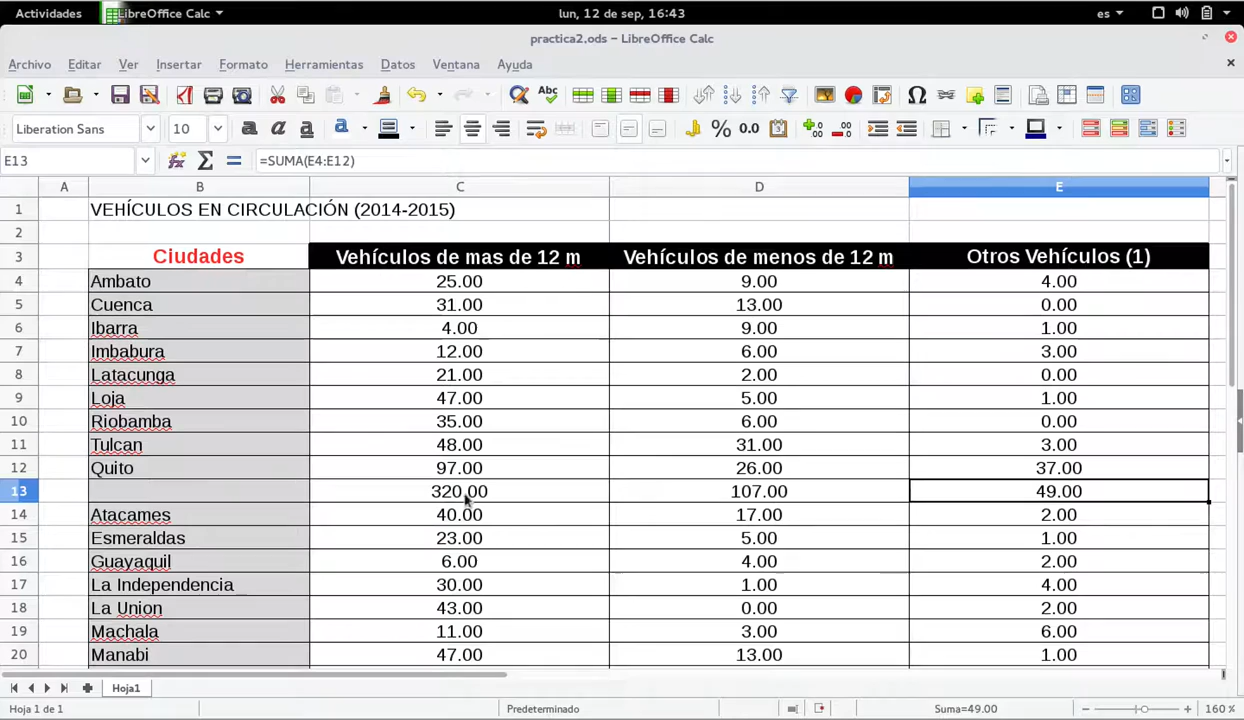 Actividades LibreOffice Calc lun, 12 de sep, 16:43 es
practica2.ods – LibreOffice Calc
Archivo Editar Ver Insertar Formato Herramientas Datos Ventana Ayuda
Abc
Liberation Sans 10 a a a a % 0.0
E13 =SUMA(E4:E12)
A B C D E
1 VEHÍCULOS EN CIRCULACIÓN (2014-2015)
2
3 Ciudades Vehículos de mas de 12 m Vehículos de menos de 12 m Otros Vehículos (1)
4 Ambato 25.00 9.00 4.00
5 Cuenca 31.00 13.00 0.00
6 Ibarra 4.00 9.00 1.00
7 Imbabura 12.00 6.00 3.00
8 Latacunga 21.00 2.00 0.00
9 Loja 47.00 5.00 1.00
10 Riobamba 35.00 6.00 0.00
11 Tulcan 48.00 31.00 3.00
12 Quito 97.00 26.00 37.00
13 320.00 107.00 49.00
14 Atacames 40.00 17.00 2.00
15 Esmeraldas 23.00 5.00 1.00
16 Guayaquil 6.00 4.00 2.00
17 La Independencia 30.00 1.00 4.00
18 La Union 43.00 0.00 2.00
19 Machala 11.00 3.00 6.00
20 Manabi 47.00 13.00 1.00
Hoja1
Hoja 1 de 1 Predeterminado Suma=49.00 160 %